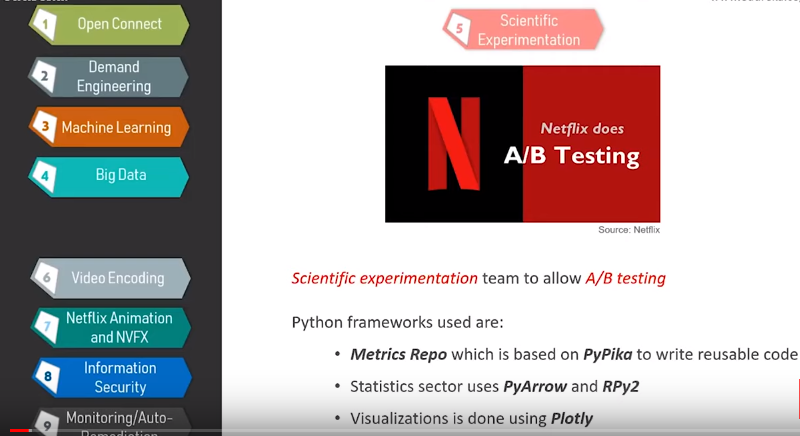 1
Open Connect
2
Demand
Engineering
3
Machine Learning
4
Big Data
6
Video Encoding
7
Netflix Animation
and NVFX
8
Information
Security
9
Monitoring/Auto-
5
Scientific
Experimentation
N
Netflix does
A/B Testing
Source: Netflix
Scientific experimentation team to allow A/B testing
Python frameworks used are:
• Metrics Repo which is based on PyPika to write reusable code
• Statistics sector uses PyArrow and RPy2
• Visualizations is done using Plotly